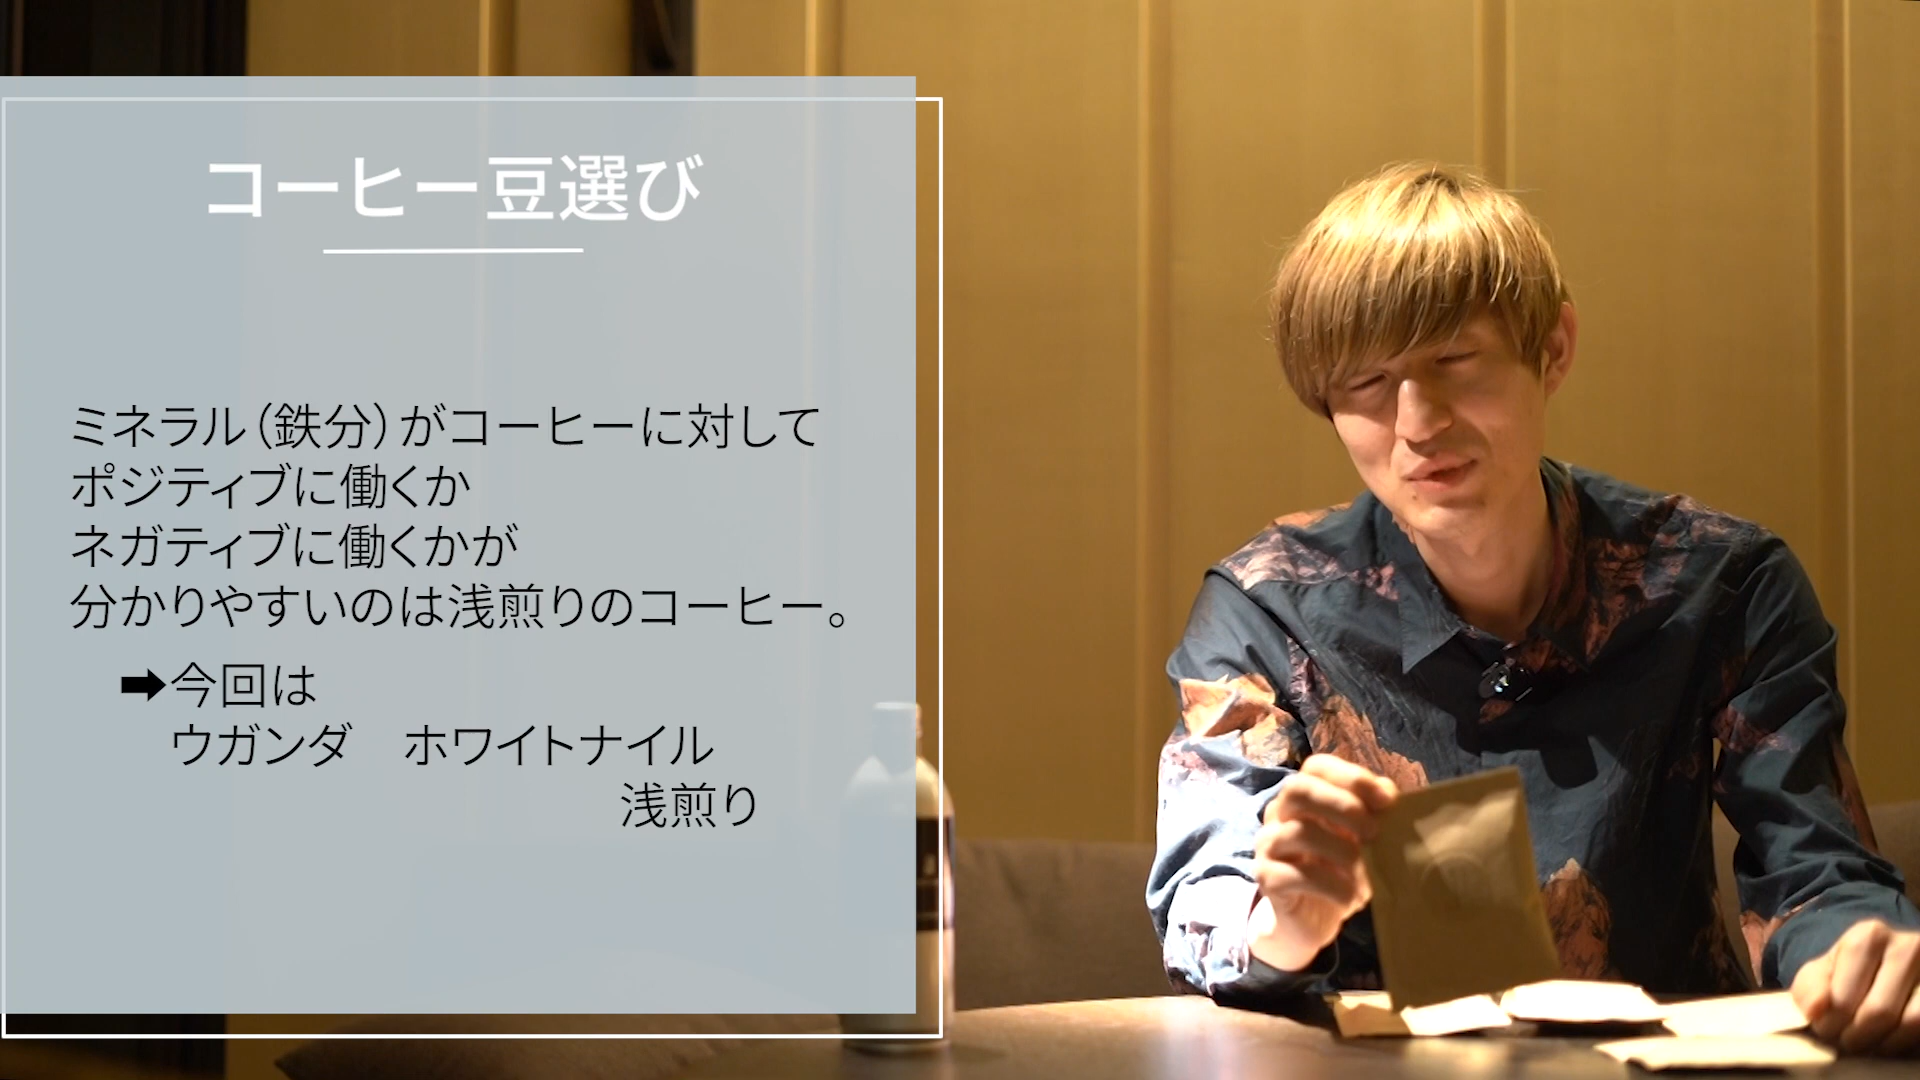 コーヒー豆選び
ミネラル（鉄分）がコーヒーに対して
ポジティブに働くか
ネガティブに働くかが
分かりやすいのは浅煎りのコーヒー。
➡今回は
ウガンダ　ホワイトナイル
浅煎り